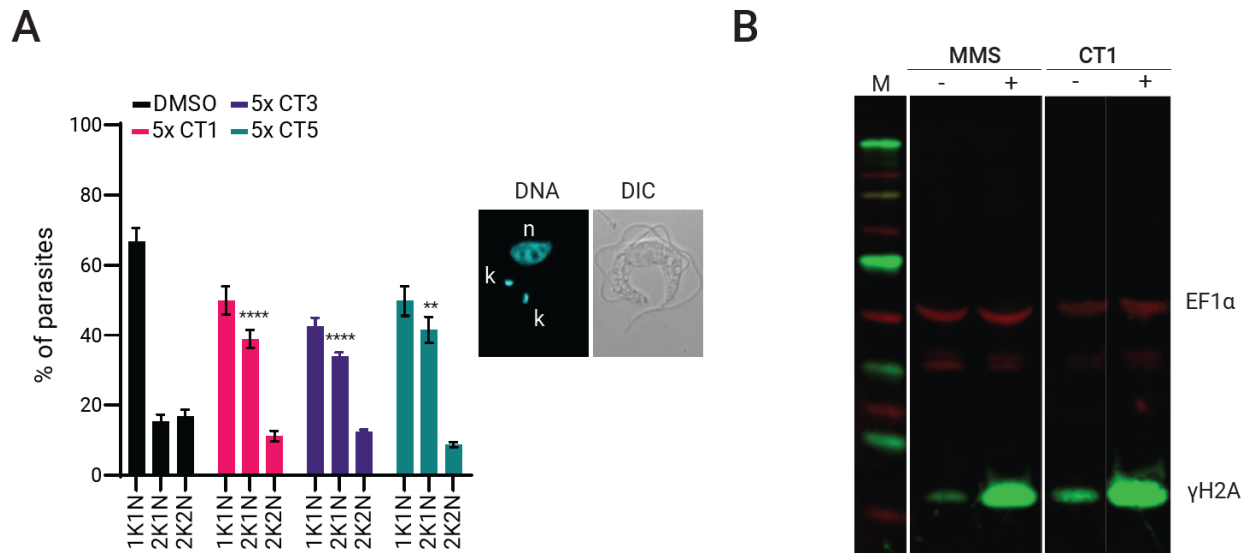 A
DMSO
5x CT3
5x CT1
5x CT5
% of parasites
100
80
60
40
20
0
****
****
**
1K1N
2K1N
2K2N
1K1N
2K1N
2K2N
1K1N
2K1N
2K2N
1K1N
2K1N
2K2N
DNA
DIC
n
k
k
B
MMS
CT1
M
-
+
-
+
EF1α
γH2A